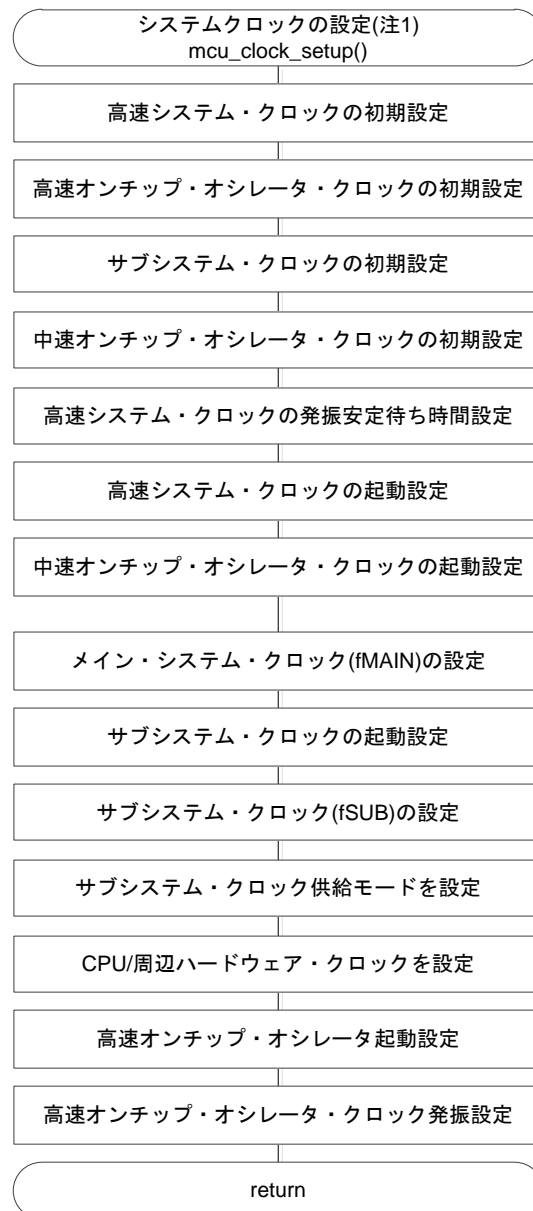 システムクロックの設定(注1)
mcu_clock_setup()
高速システム・クロックの初期設定
高速オンチップ・オシレータ・クロックの初期設定
サブシステム・クロックの初期設定
中速オンチップ・オシレータ・クロックの初期設定
高速システム・クロックの発振安定待ち時間設定
高速システム・クロックの起動設定
中速オンチップ・オシレータ・クロックの起動設定
メイン・システム・クロック(fMAIN)の設定
サブシステム・クロックの起動設定
サブシステム・クロック(fSUB)の設定
サブシステム・クロック供給モードを設定
CPU/周辺ハードウェア・クロックを設定
高速オンチップ・オシレータ起動設定
高速オンチップ・オシレータ・クロック発振設定
return